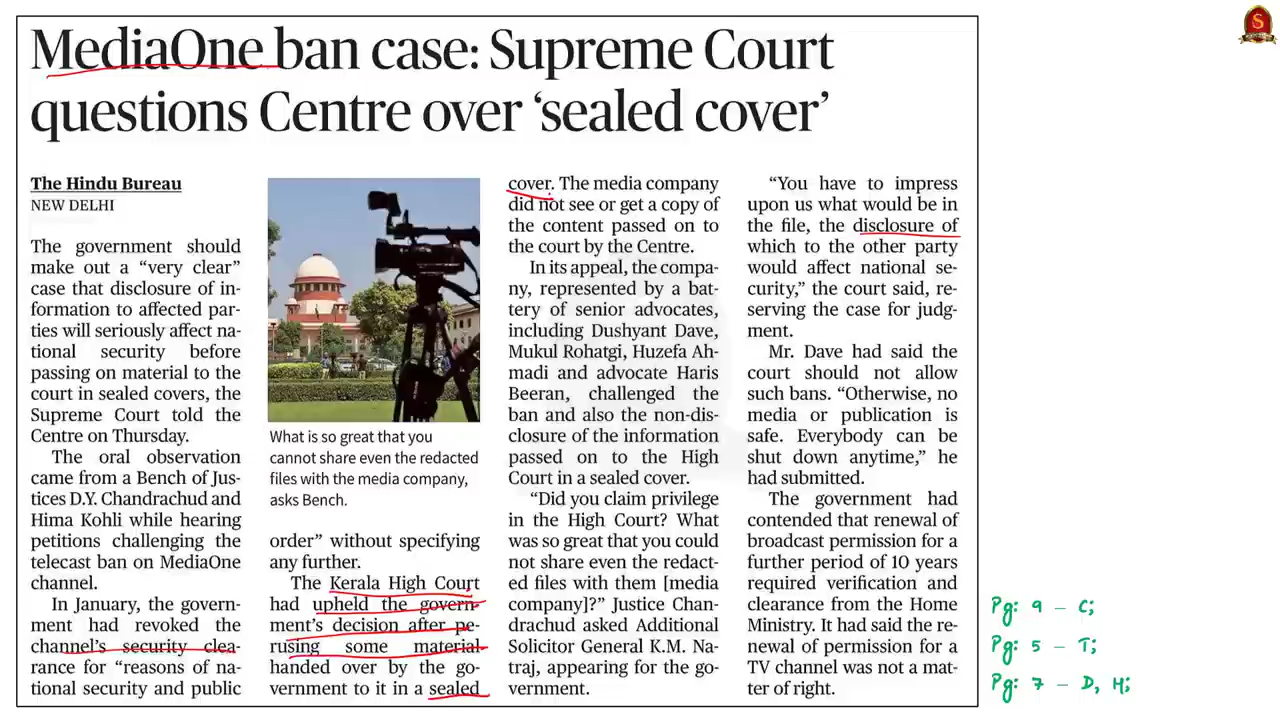 MediaOne ban case: Supreme Court
questions Centre over ‘sealed cover’
The Hindu Bureau
NEW DELHI
The government should
make out a “very clear”
case that disclosure of in-
formation to affected par-
ties will seriously affect na-
tional security before
passing on material to the
court in sealed covers, the
Supreme Court told the
Centre on Thursday.
The oral observation
came from a Bench of Jus-
tices D.Y. Chandrachud and
Hima Kohli while hearing
petitions challenging the
telecast ban on MediaOne
channel.
In January, the govern-
ment had revoked the
channel’s security clea-
rance for “reasons of na-
tional security and public
What is so great that you
cannot share even the redacted
files with the media company,
asks Bench.
order” without specifying
any further.
The Kerala High Court
had upheld the govern-
ment’s decision after pe-
rusing some material
handed over by the go-
vernment to it in a sealed
cover. The media company
did not see or get a copy of
the content passed on to
the court by the Centre.
In its appeal, the compa-
ny, represented by a bat-
tery of senior advocates,
including Dushyant Dave,
Mukul Rohatgi, Huzefa Ah-
madi and advocate Haris
Beeran, challenged the
ban and also the non-dis-
closure of the information
passed on to the High
Court in a sealed cover.
“Did you claim privilege
in the High Court? What
was so great that you could
not share even the redact-
ed files with them [media
company]?” Justice Chan-
drachud asked Additional
Solicitor General K.M. Na-
traj, appearing for the go-
vernment.
“You have to impress
upon us what would be in
the file, the disclosure of
which to the other party
would affect national se-
curity,” the court said, re-
serving the case for judg-
ment.
Mr. Dave had said the
court should not allow
such bans. “Otherwise, no
media or publication is
safe. Everybody can be
shut down anytime,” he
had submitted.
The government had
contended that renewal of
broadcast permission for a
further period of 10 years
required verification and
clearance from the Home
Ministry. It had said the re-
newal of permission for a
TV channel was not a mat-
ter of right.
Pg: 9 – C;
Pg: 5 – T;
Pg: 7 – D, H;
S